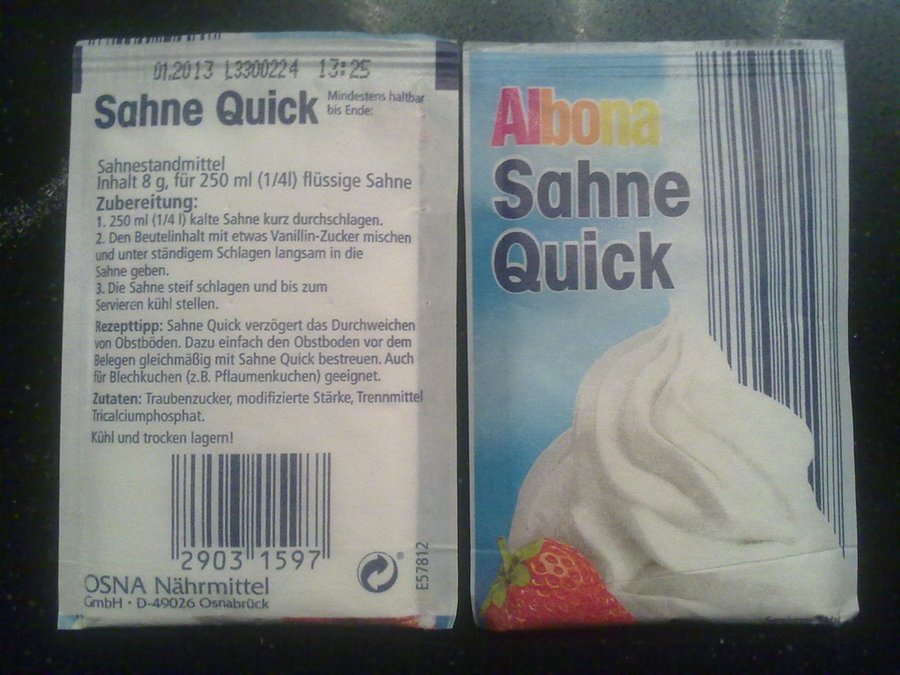 01.2013 L3300224 13:25
Sahne Quick Mindestens haltbar
bis Ende:
Sahnestandmittel
Inhalt 8 g, für 250 ml (1/4l) flüssige Sahne
Zubereitung:
1. 250 ml (1/4 l) kalte Sahne kurz durchschlagen.
2. Den Beutelinhalt mit etwas Vanillin-Zucker mischen
und unter ständigem Schlagen langsam in die
Sahne geben.
3. Die Sahne steif schlagen und bis zum
Servieren kühl stellen.
Rezepttipp: Sahne Quick verzögert das Durchweichen
von Obstböden. Dazu einfach den Obstboden vor dem
Belegen gleichmäßig mit Sahne Quick bestreuen. Auch
für Blechkuchen (z.B. Pflaumenkuchen) geeignet.
Zutaten: Traubenzucker, modifizierte Stärke, Trennmittel
Tricalciumphosphat.
Kühl und trocken lagern!
2903 1597
OSNA Nährmittel
GmbH · D-49026 Osnabrück
E57812
Albona
Sahne
Quick